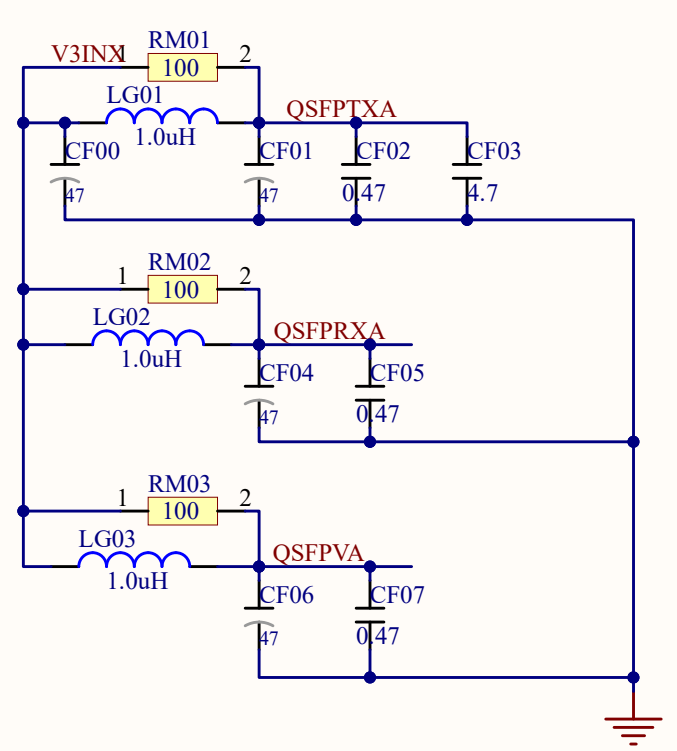 RM01
V3INX 1 100 2
LG01
1.0uH
QSFPTXA
CF00 CF01 CF02 CF03
47 47 0.47 4.7
RM02
1 100 2
LG02
1.0uH
QSFPRXA
CF04 CF05
47 0.47
RM03
1 100 2
LG03
1.0uH
QSFPVA
CF06 CF07
47 0.47